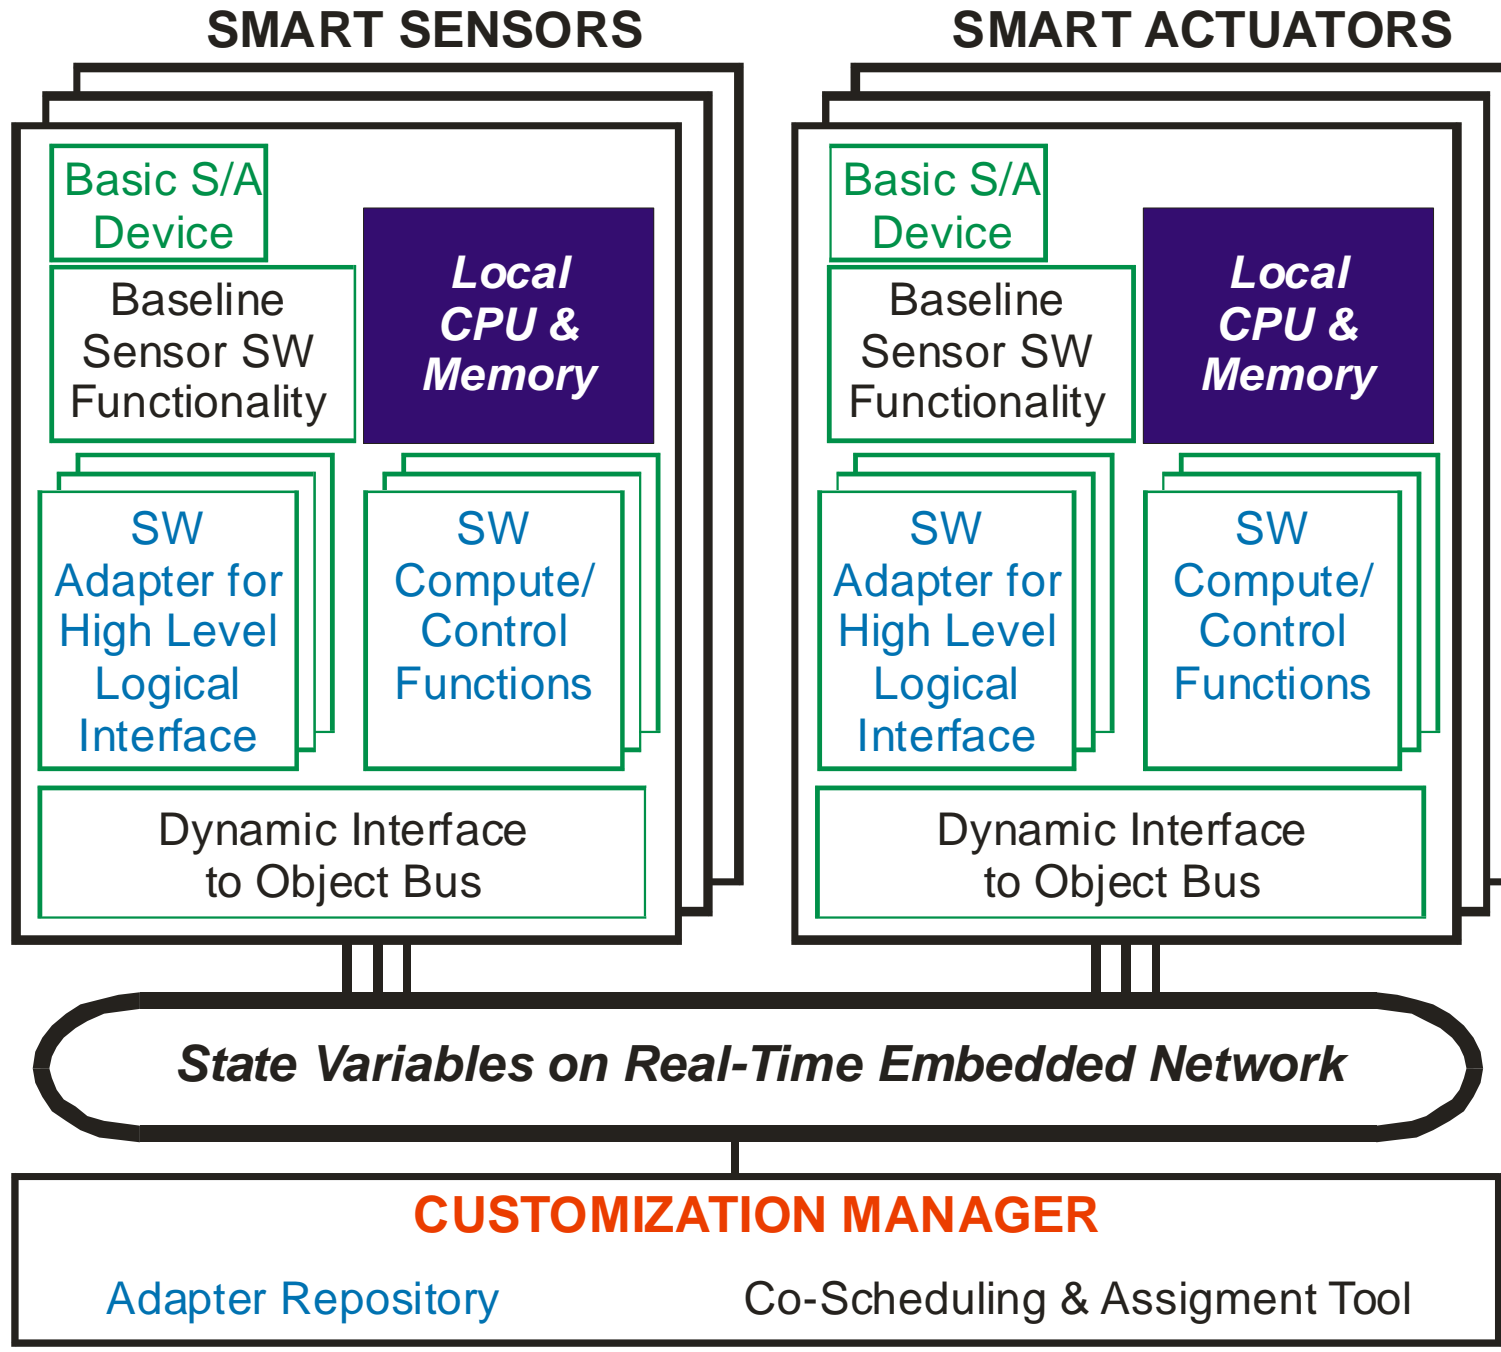 SMART SENSORS
Basic S/A
Device
Baseline
Sensor SW
Functionality
Local
CPU &
Memory
SW
Adapter for
High Level
Logical
Interface
SW
Compute/
Control
Functions
Dynamic Interface
to Object Bus
SMART ACTUATORS
Basic S/A
Device
Baseline
Sensor SW
Functionality
Local
CPU &
Memory
SW
Adapter for
High Level
Logical
Interface
SW
Compute/
Control
Functions
Dynamic Interface
to Object Bus
State Variables on Real-Time Embedded Network
CUSTOMIZATION MANAGER
Adapter Repository
Co-Scheduling & Assigment Tool